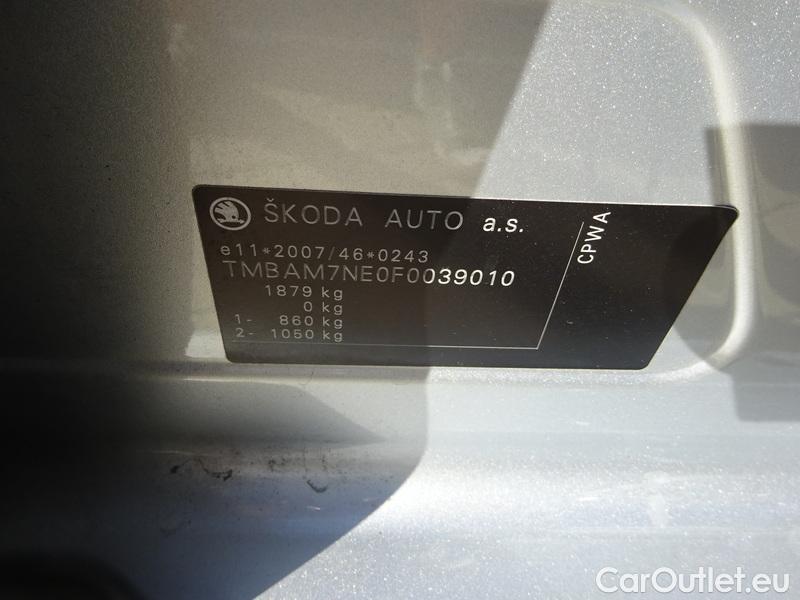 ŠKODA AUTO a.s.
e11*2007/46*0243
TMBAM7NE0F0039010
1879 kg
0 kg
1- 860 kg
2- 1050 kg
CPWA
CarOutlet.eu